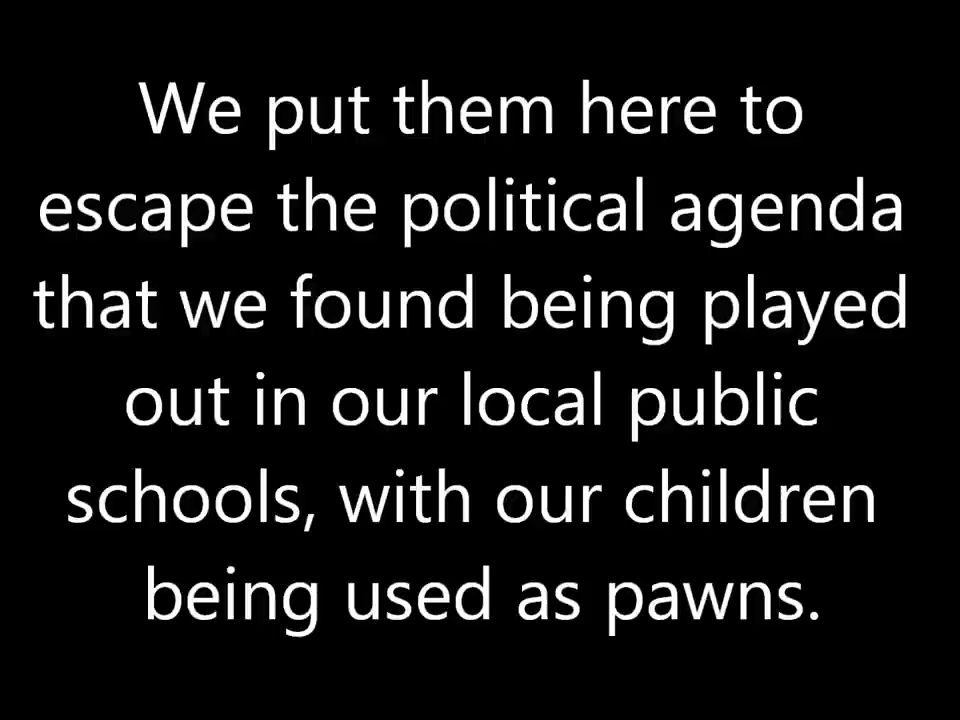 We put them here to
escape the political agenda
that we found being played
out in our local public
schools, with our children
being used as pawns.